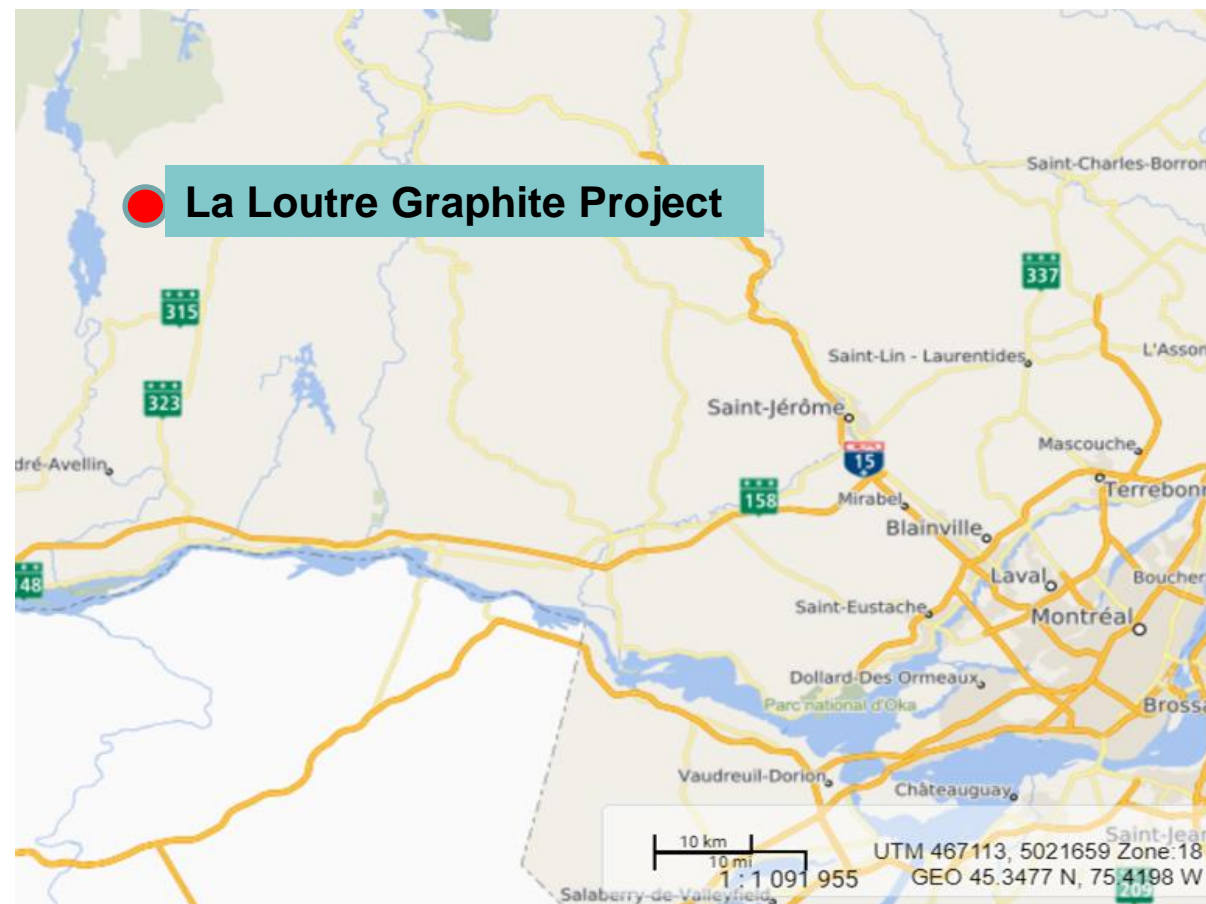 Saint-Charles-Borron
La Loutre Graphite Project
337
315
Saint-Lin - Laurentides
L'Asson
323
Saint-Jérôme
Mascouche
dré-Avellin
15
Terrebonn
158
Mirabel
Blainville
148
Laval
Boucher
Saint-Eustache
Montréal
Dollard-Des Ormeaux
Parc national d'Oka
Brossa
Vaudreuil-Dorion
Châteauguay
10 km
10 mi
Saint-Jean
UTM 467113, 5021659 Zone:18
1 : 1 091 955
GEO 45.3477 N, 75.4198 W
209
Salaberry-de-Valleyfield